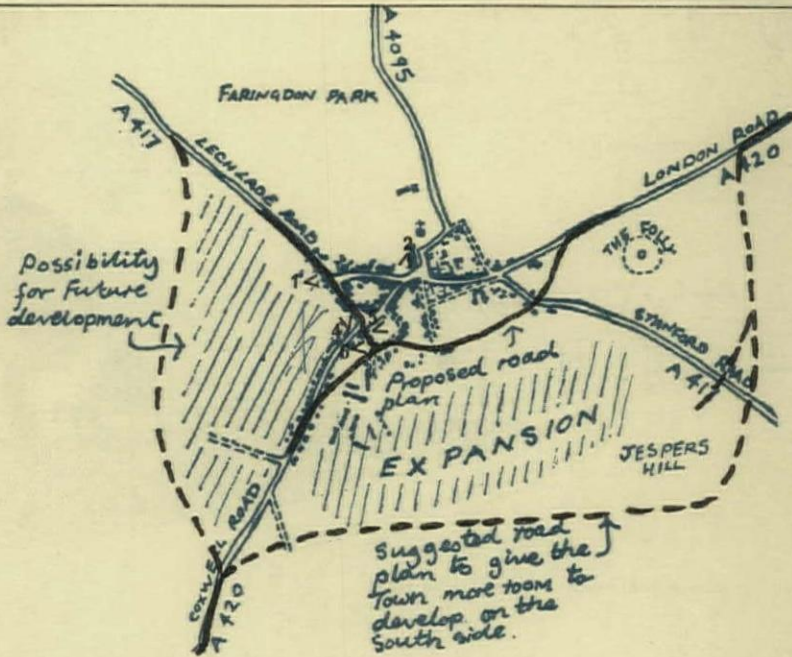 A 4095
FARINGDON PARK
A 417
LECHLADE ROAD
LONDON ROAD
A 420
THE FOLLY
Possibility
for Future
development
STANFORD ROAD
A 417
Proposed road
plan
EXPANSION
JESPERS
HILL
COXWELL ROAD
A 420
Suggested road
plan to give the
Town more room to
develop on the
South side.